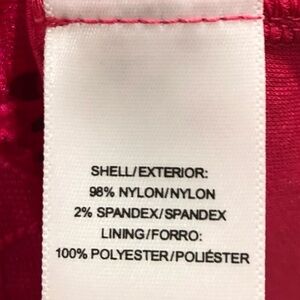 SHELL/EXTERIOR:
98% NYLON/NYLON
2% SPANDEX/SPANDEX
LINING/FORRO:
100% POLYESTER/POLIÉSTER